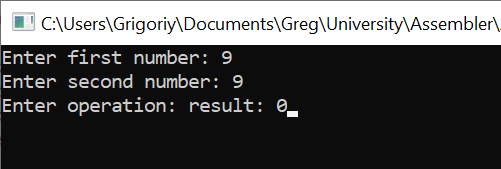 C:\Users\Grigoriy\Documents\Greg\University\Assembler\
Enter first number: 9
Enter second number: 9
Enter operation: result: 0